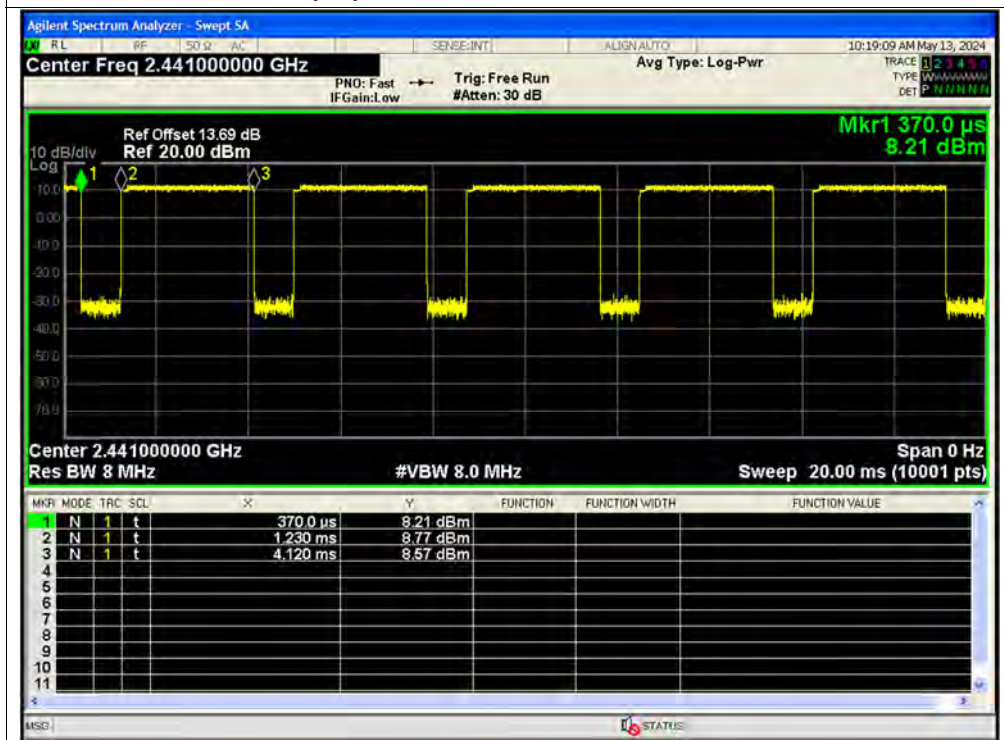 Agilent Spectrum Analyzer - Swept SA
RL RF 50 Ω AC SENSE:INT ALIGN AUTO 10:19:09 AM May 13, 2024
Center Freq 2.441000000 GHz
PNO: Fast
IFGain:Low
Trig: Free Run
#Atten: 30 dB
Avg Type: Log-Pwr
TRACE 1 2 3 4 5 6
TYPE
DET P N N N N N
Mkr1 370.0 µs
8.21 dBm
Ref Offset 13.69 dB
10 dB/div Ref 20.00 dBm
Log
1 2 3
10.0
0.00
-10.0
-20.0
-30.0
-40.0
-50.0
-60.0
-70.0
Center 2.441000000 GHz Span 0 Hz
Res BW 8 MHz #VBW 8.0 MHz Sweep 20.00 ms (10001 pts)
MKR MODE TRC SCL X Y FUNCTION FUNCTION WIDTH FUNCTION VALUE
1 N 1 t 370.0 µs 8.21 dBm
2 N 1 t 1.230 ms 8.77 dBm
3 N 1 t 4.120 ms 8.57 dBm
4
5
6
7
8
9
10
11
MSG STATUS